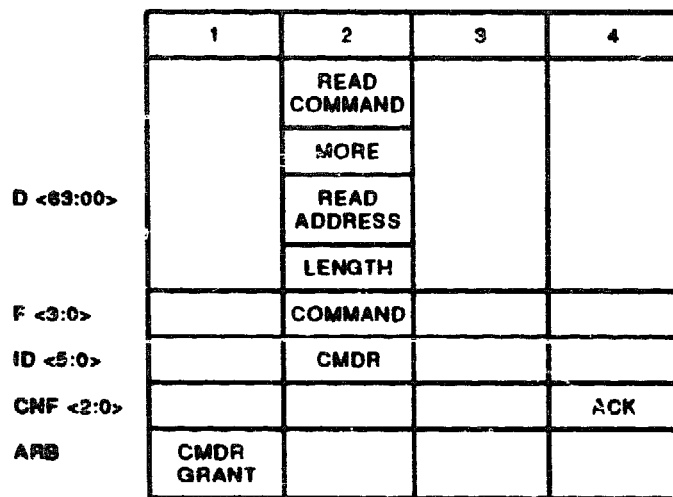 1 2 3 4
READ
COMMAND
MORE
D <63:00>
READ
ADDRESS
LENGTH
F <3:0>
COMMAND
ID <5:0>
CMDR
CNF <2:0>
ACK
ARB
CMDR
GRANT